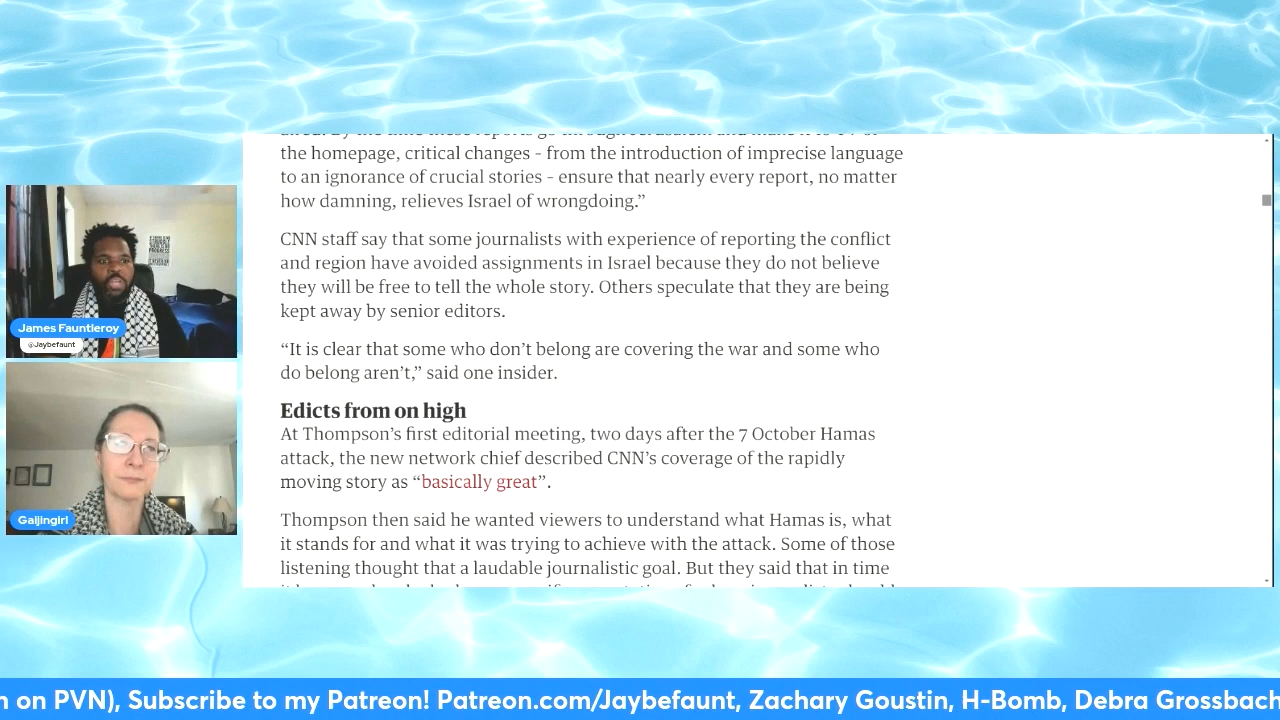 the homepage, critical changes – from the introduction of imprecise language
to an ignorance of crucial stories – ensure that nearly every report, no matter
how damning, relieves Israel of wrongdoing.”
CNN staff say that some journalists with experience of reporting the conflict
and region have avoided assignments in Israel because they do not believe
they will be free to tell the whole story. Others speculate that they are being
kept away by senior editors.
“It is clear that some who don’t belong are covering the war and some who
do belong aren’t,” said one insider.
Edicts from on high
At Thompson’s first editorial meeting, two days after the 7 October Hamas
attack, the new network chief described CNN’s coverage of the rapidly
moving story as “basically great”.
Thompson then said he wanted viewers to understand what Hamas is, what
it stands for and what it was trying to achieve with the attack. Some of those
listening thought that a laudable journalistic goal. But they said that in time
James Fauntleroy
@Jaybefaunt
Gaijingirl
n on PVN), Subscribe to my Patreon! Patreon.com/Jaybefaunt, Zachary Goustin, H-Bomb, Debra Grossbach